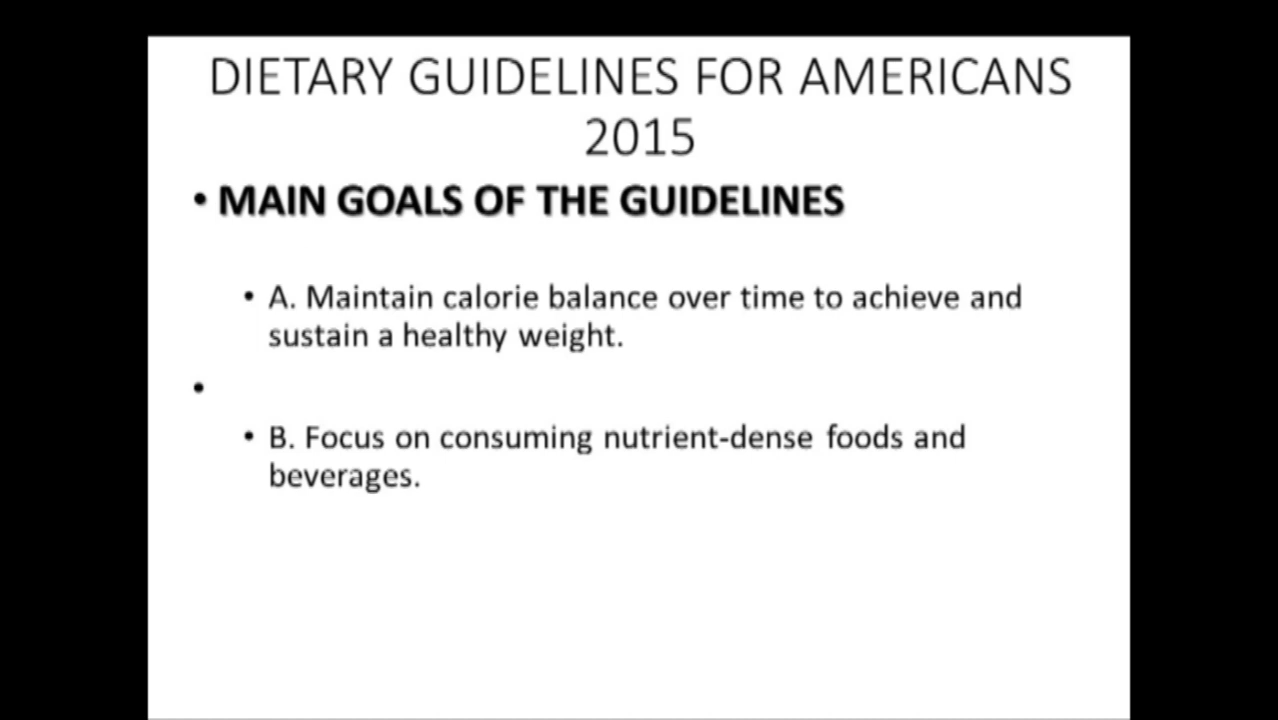 DIETARY GUIDELINES FOR AMERICANS
2015
• MAIN GOALS OF THE GUIDELINES
• A. Maintain calorie balance over time to achieve and
sustain a healthy weight.
•
• B. Focus on consuming nutrient-dense foods and
beverages.